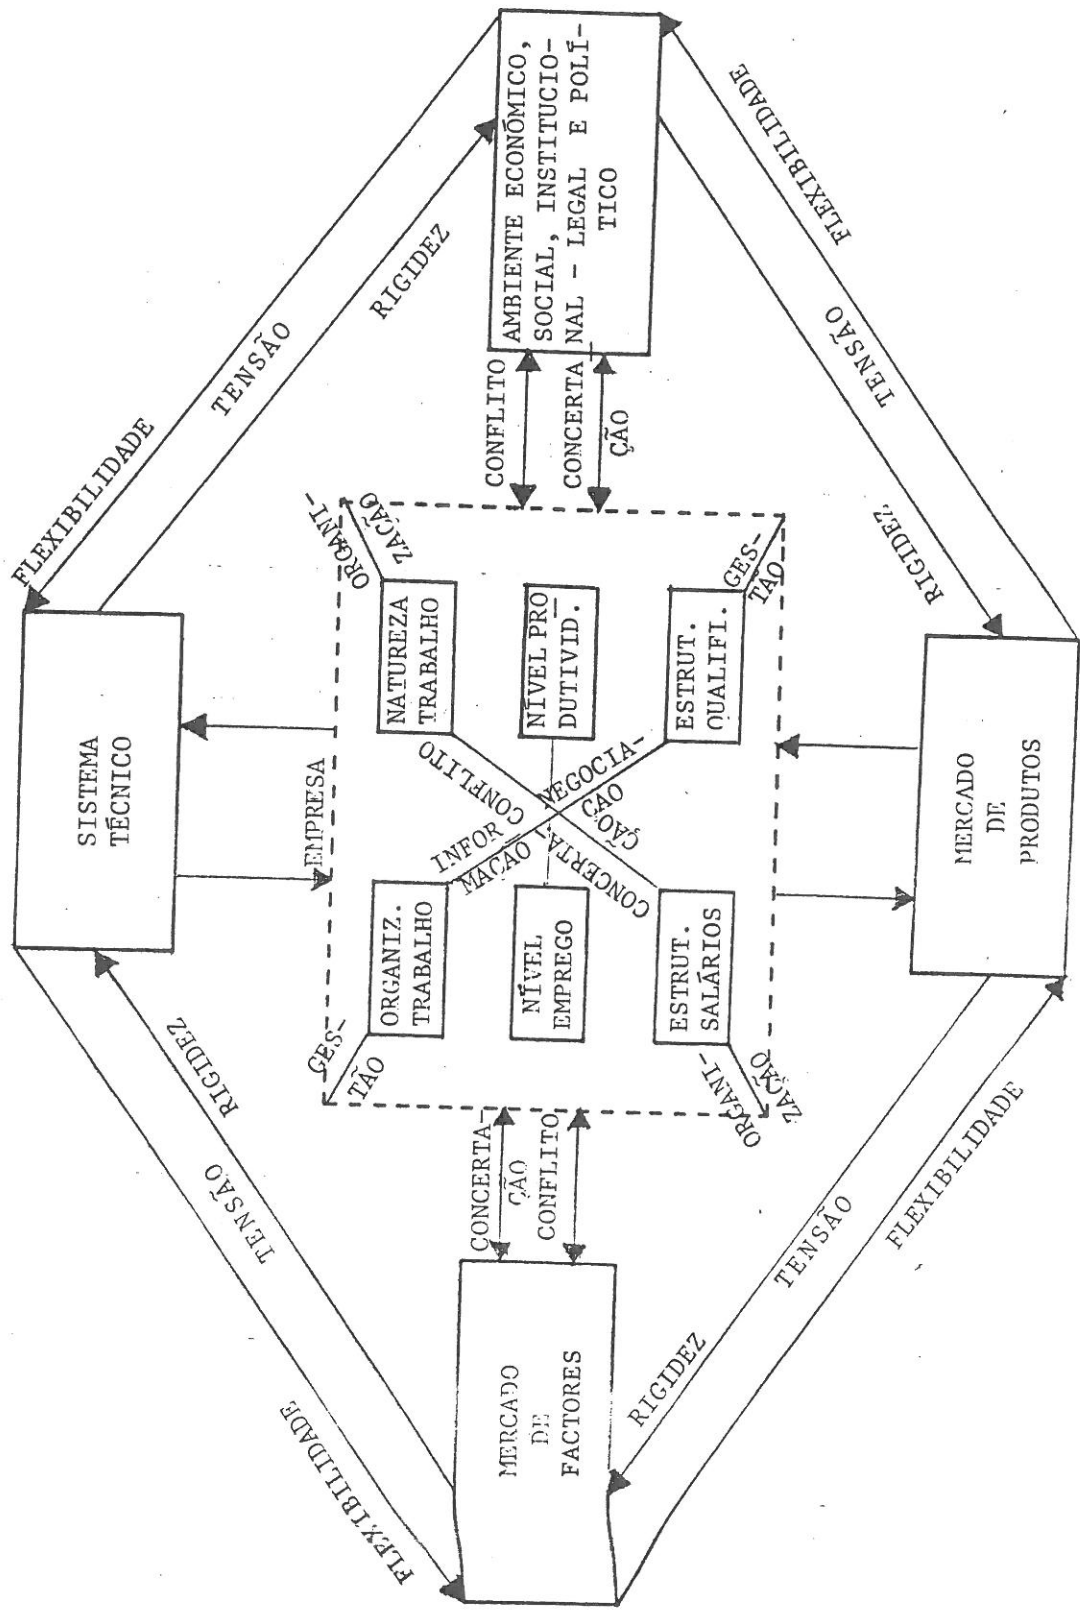 FLEXIBILIDADE
TENSÃO
RIGIDEZ
SISTEMA
TÉCNICO
FLEXIBILIDADE
TENSÃO
RIGIDEZ
EMPRESA
MERCADO
DE
FACTORES
CONCERTA-
ÇÃO
CONFLITO
GES-
TÃO
ORGANIZ.
TRABALHO
INFOR
MAÇÃO
CONFLITO
NATUREZA
TRABALHO
ORGANI-
ZAÇÃO
NÍVEL
EMPREGO
NÍVEL PRO
DUTIVID.
ESTRUT.
SALÁRIOS
CONCERTA-
ÇÃO
NEGOCIA-
ÇAO
ESTRUT.
QUALIFI.
ORGANI-
ZAÇÃO
GES-
TÃO
CONFLITO
CONCERTA
ÇÃO
AMBIENTE ECONÓMICO,
SOCIAL, INSTITUCIO-
NAL - LEGAL E POLÍ-
TICO
RIGIDEZ
TENSÃO
FLEXIBILIDADE
MERCADO
DE
PRODUTOS
RIGIDEZ
TENSÃO
FLEXIBILIDADE